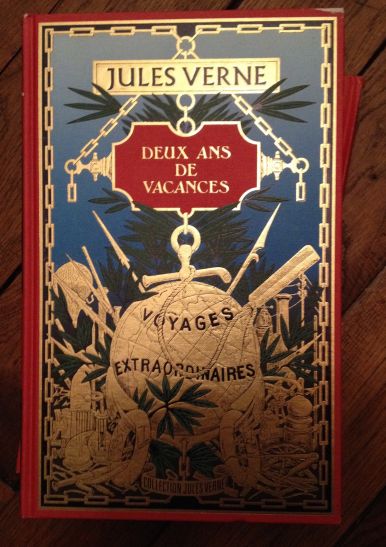 JULES VERNE
DEUX ANS
DE
VACANCES
VOYAGES
EXTRAORDINAIRES
COLLECTION JULES VERNE